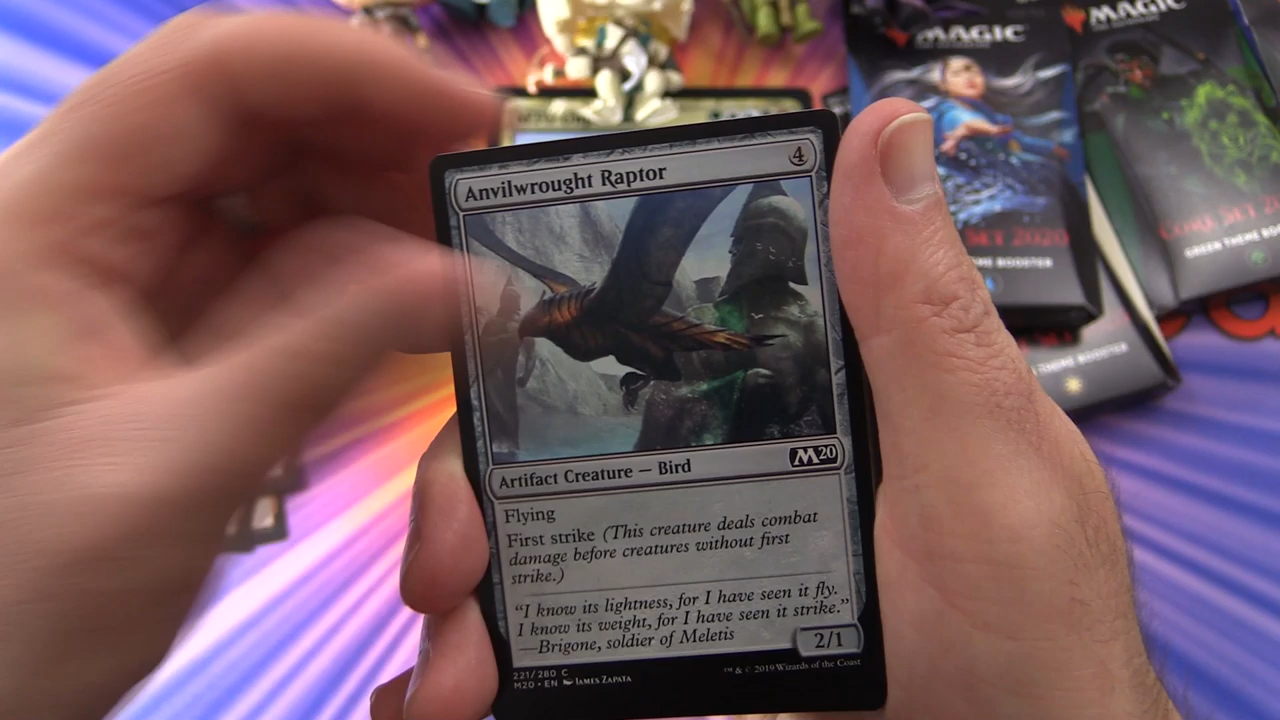 MAGIC
MAGIC
SET 2020
THEME BOOSTER
CORE SET 2
GREEN THEME BOO
THEME BOOSTER
Anvilwrought Raptor 4
Artifact Creature — Bird M20
Flying
First strike (This creature deals combat
damage before creatures without first
strike.)
“I know its lightness, for I have seen it fly.
I know its weight, for I have seen it strike.”
—Brigone, soldier of Meletis
2/1
221/280 C
M20 • EN JAMES ZAPATA
™ & © 2019 Wizards of the Coast